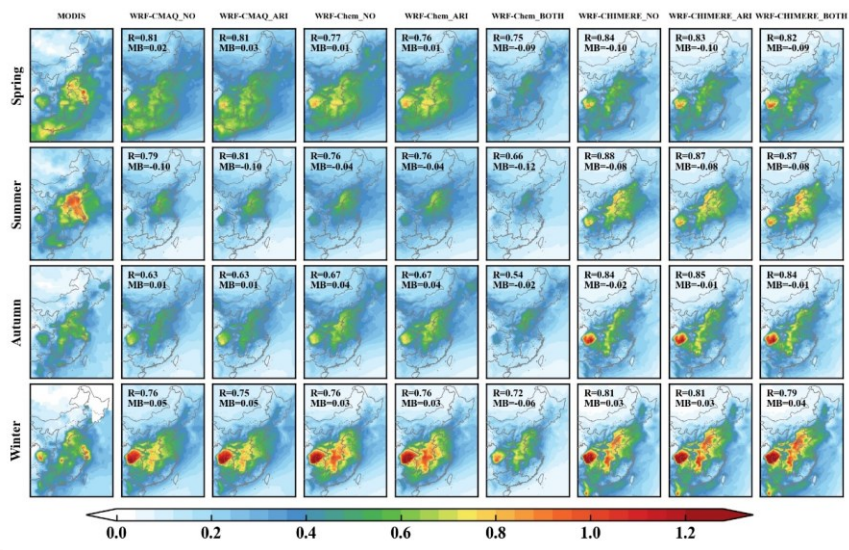 MODIS WRF-CMAQ_NO WRF-CMAQ_ARI WRF-Chem_NO WRF-Chem_ARI WRF-Chem_BOTH WRF-CHIMERE_NO WRF-CHIMERE_ARI WRF-CHIMERE_BOTH
Spring
R=0.81 R=0.81 R=0.77 R=0.76 R=0.75 R=0.84 R=0.83 R=0.82
MB=0.02 MB=0.03 MB=0.01 MB=0.01 MB=-0.09 MB=-0.10 MB=-0.10 MB=-0.09
Summer
R=0.79 R=0.81 R=0.76 R=0.76 R=0.66 R=0.88 R=0.87 R=0.87
MB=-0.10 MB=-0.10 MB=-0.04 MB=-0.04 MB=-0.12 MB=-0.08 MB=-0.08 MB=-0.08
Autumn
R=0.63 R=0.63 R=0.67 R=0.67 R=0.54 R=0.84 R=0.85 R=0.84
MB=0.01 MB=0.01 MB=0.04 MB=0.04 MB=-0.02 MB=-0.02 MB=-0.01 MB=-0.01
Winter
R=0.76 R=0.75 R=0.76 R=0.76 R=0.72 R=0.81 R=0.81 R=0.79
MB=0.05 MB=0.05 MB=0.03 MB=0.03 MB=-0.06 MB=0.03 MB=0.03 MB=0.04
0.0 0.2 0.4 0.6 0.8 1.0 1.2